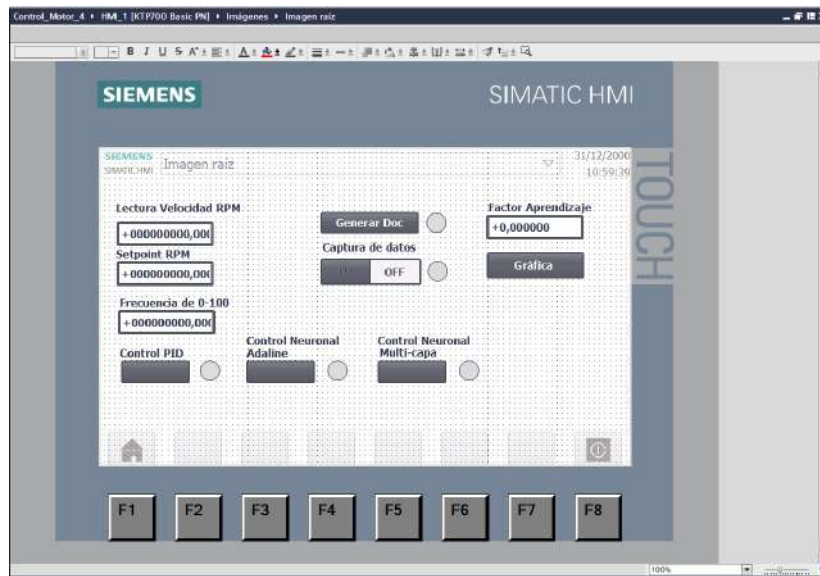 Control_Motor_4 ▸ HMI_1 [KTP700 Basic PN] ▸ Imágenes ▸ Imagen raíz
B I U S A
SIEMENS SIMATIC HMI
TOUCH
SIEMENS
SIMATIC HMI
Imagen raíz
31/12/2000
10:59:39
Lectura Velocidad RPM
+000000000,00(
Setpoint RPM
+000000000,00(
Frecuencia de 0-100
+000000000,00(
Generar Doc
Captura de datos
OFF
Factor Aprendizaje
+0,000000
Gráfica
Control PID
Control Neuronal
Adaline
Control Neuronal
Multi-capa
F1 F2 F3 F4 F5 F6 F7 F8
100%